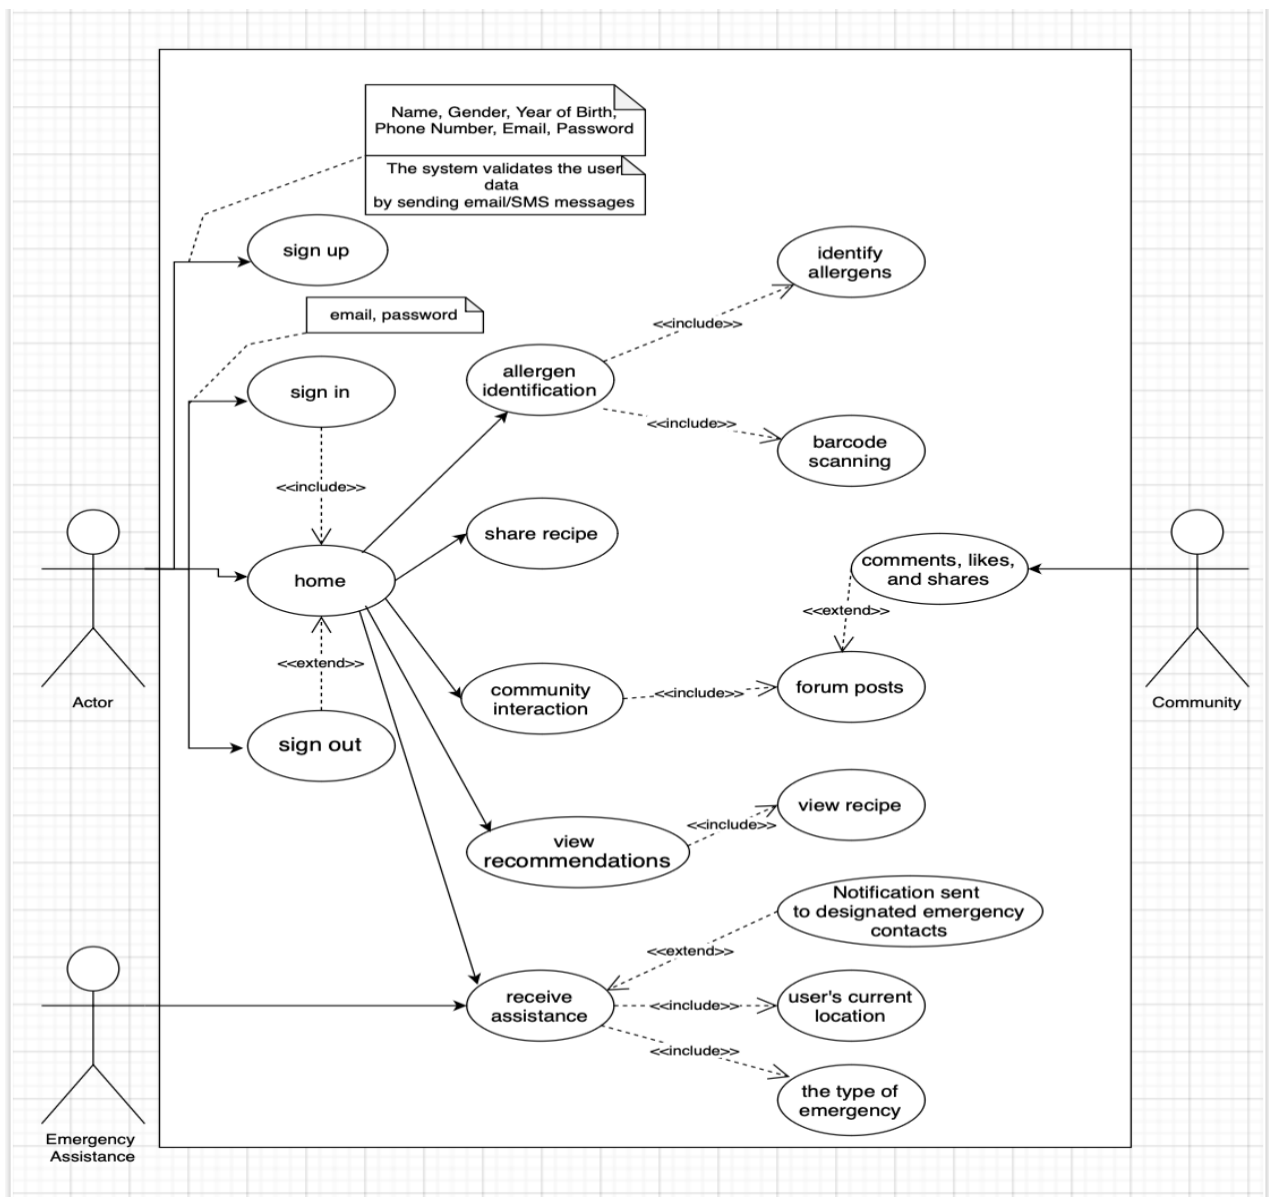 Name, Gender, Year of Birth,
Phone Number, Email, Password
The system validates the user
data
by sending email/SMS messages
sign up
identify
allergens
email, password
<<include>>
allergen
identification
sign in
<<include>>
barcode
scanning
<<include>>
share recipe
comments, likes,
and shares
home
<<extend>>
<<extend>>
community
interaction
<<include>>
forum posts
Actor
Community
sign out
view recipe
<<include>>
view
recommendations
Notification sent
to designated emergency
contacts
<<extend>>
receive
assistance
<<include>>
user's current
location
<<include>>
the type of
emergency
Emergency
Assistance